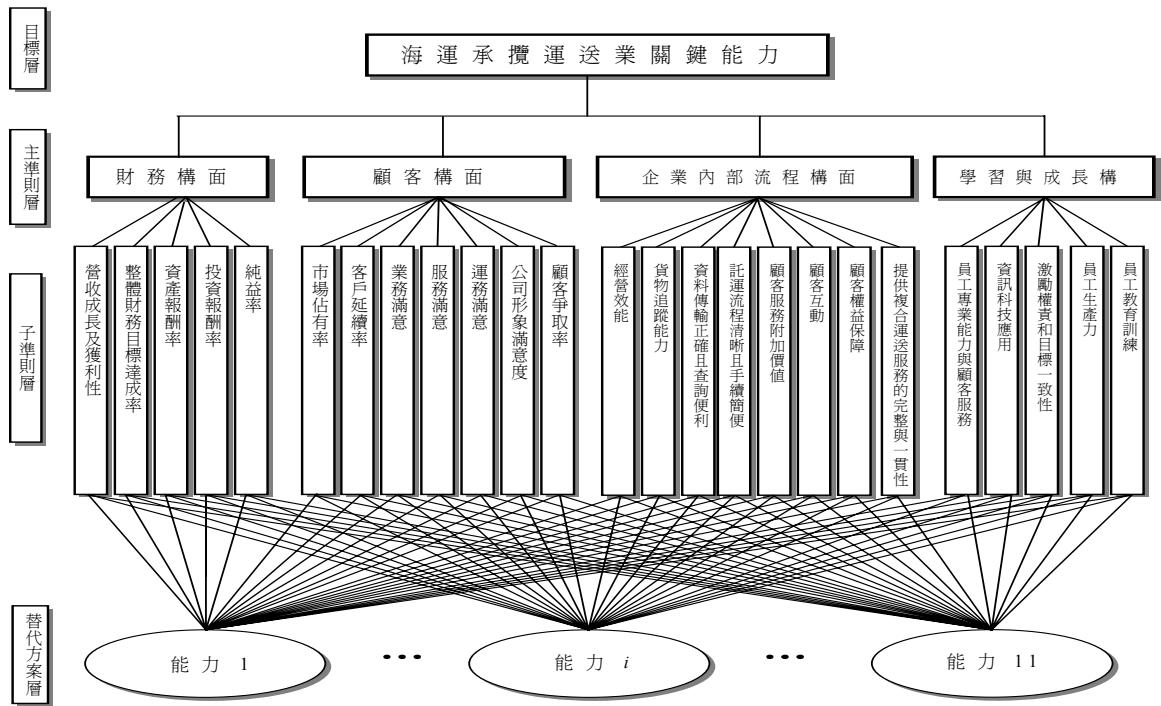 目標層
海運承攬運送業關鍵能力
主準則層
財務構面
顧客構面
企業內部流程構面
學習與成長構
子準則層
營收成長及獲利性
整體財務目標達成率
資產報酬率
投資報酬率
純益率
市場佔有率
客戶延續率
業務滿意
服務滿意
運務滿意
公司形象滿意度
顧客爭取率
經營效能
貨物追蹤能力
資料傳輸正確且查詢便利
託運流程清晰且手續簡便
顧客服務附加價值
顧客互動
顧客權益保障
提供複合運送服務的完整與一貫性
員工專業能力與顧客服務
資訊科技應用
激勵權責和目標一致性
員工生產力
員工教育訓練
替代方案層
能力 1
•••
能力 i
•••
能力 11